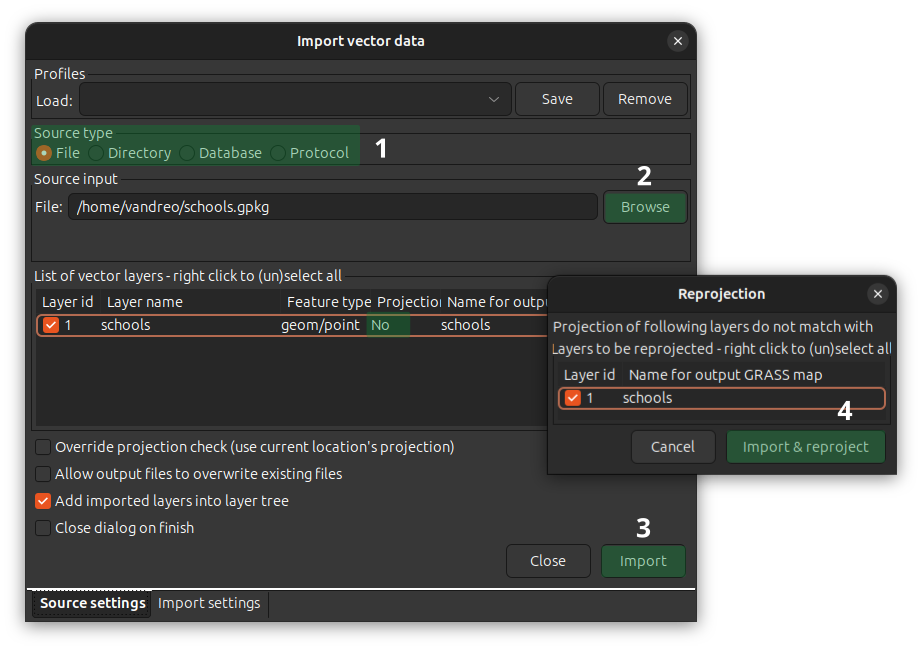 Import vector data
Profiles
Load:
Save
Remove
Source type
File Directory Database Protocol
1
Source input
2
File: /home/vandreo/schools.gpkg
Browse
List of vector layers - right click to (un)select all
Layer id Layer name Feature type Projection Name for outpu
1 schools geom/point No schools
Override projection check (use current location's projection)
Allow output files to overwrite existing files
Add imported layers into layer tree
Close dialog on finish
3
Close
Import
Source settings Import settings
Reprojection
Projection of following layers do not match with
Layers to be reprojected - right click to (un)select all
Layer id Name for output GRASS map
1 schools
4
Cancel
Import & reproject